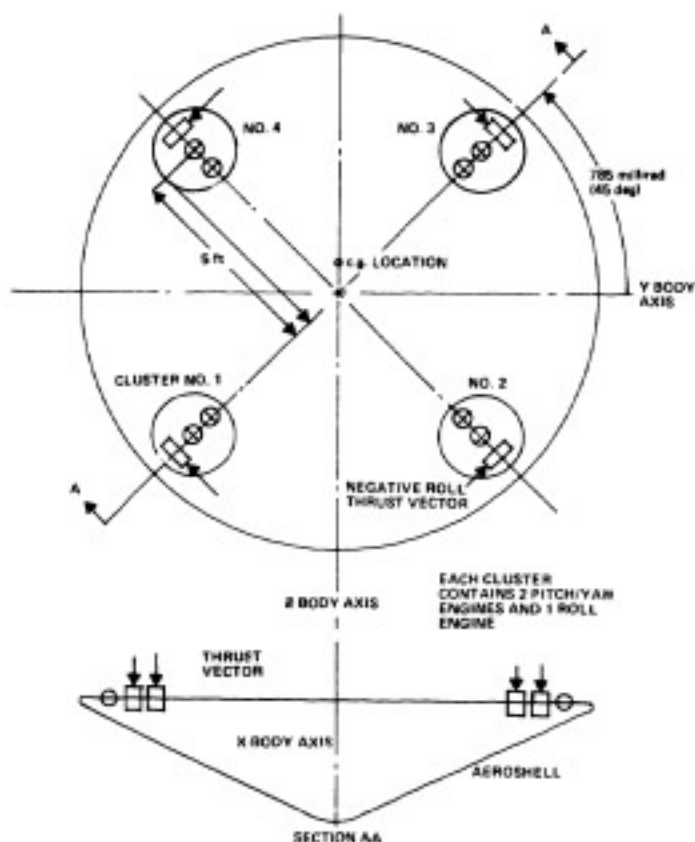 A
NO. 4
NO. 3
785 millirad
(45 deg)
c.g. LOCATION
5 ft
Y BODY
AXIS
CLUSTER NO. 1
NO. 2
A
NEGATIVE ROLL
THRUST VECTOR
Z BODY AXIS
EACH CLUSTER
CONTAINS 2 PITCH/YAW
ENGINES AND 1 ROLL
ENGINE
THRUST
VECTOR
X BODY AXIS
AEROSHELL
SECTION AA